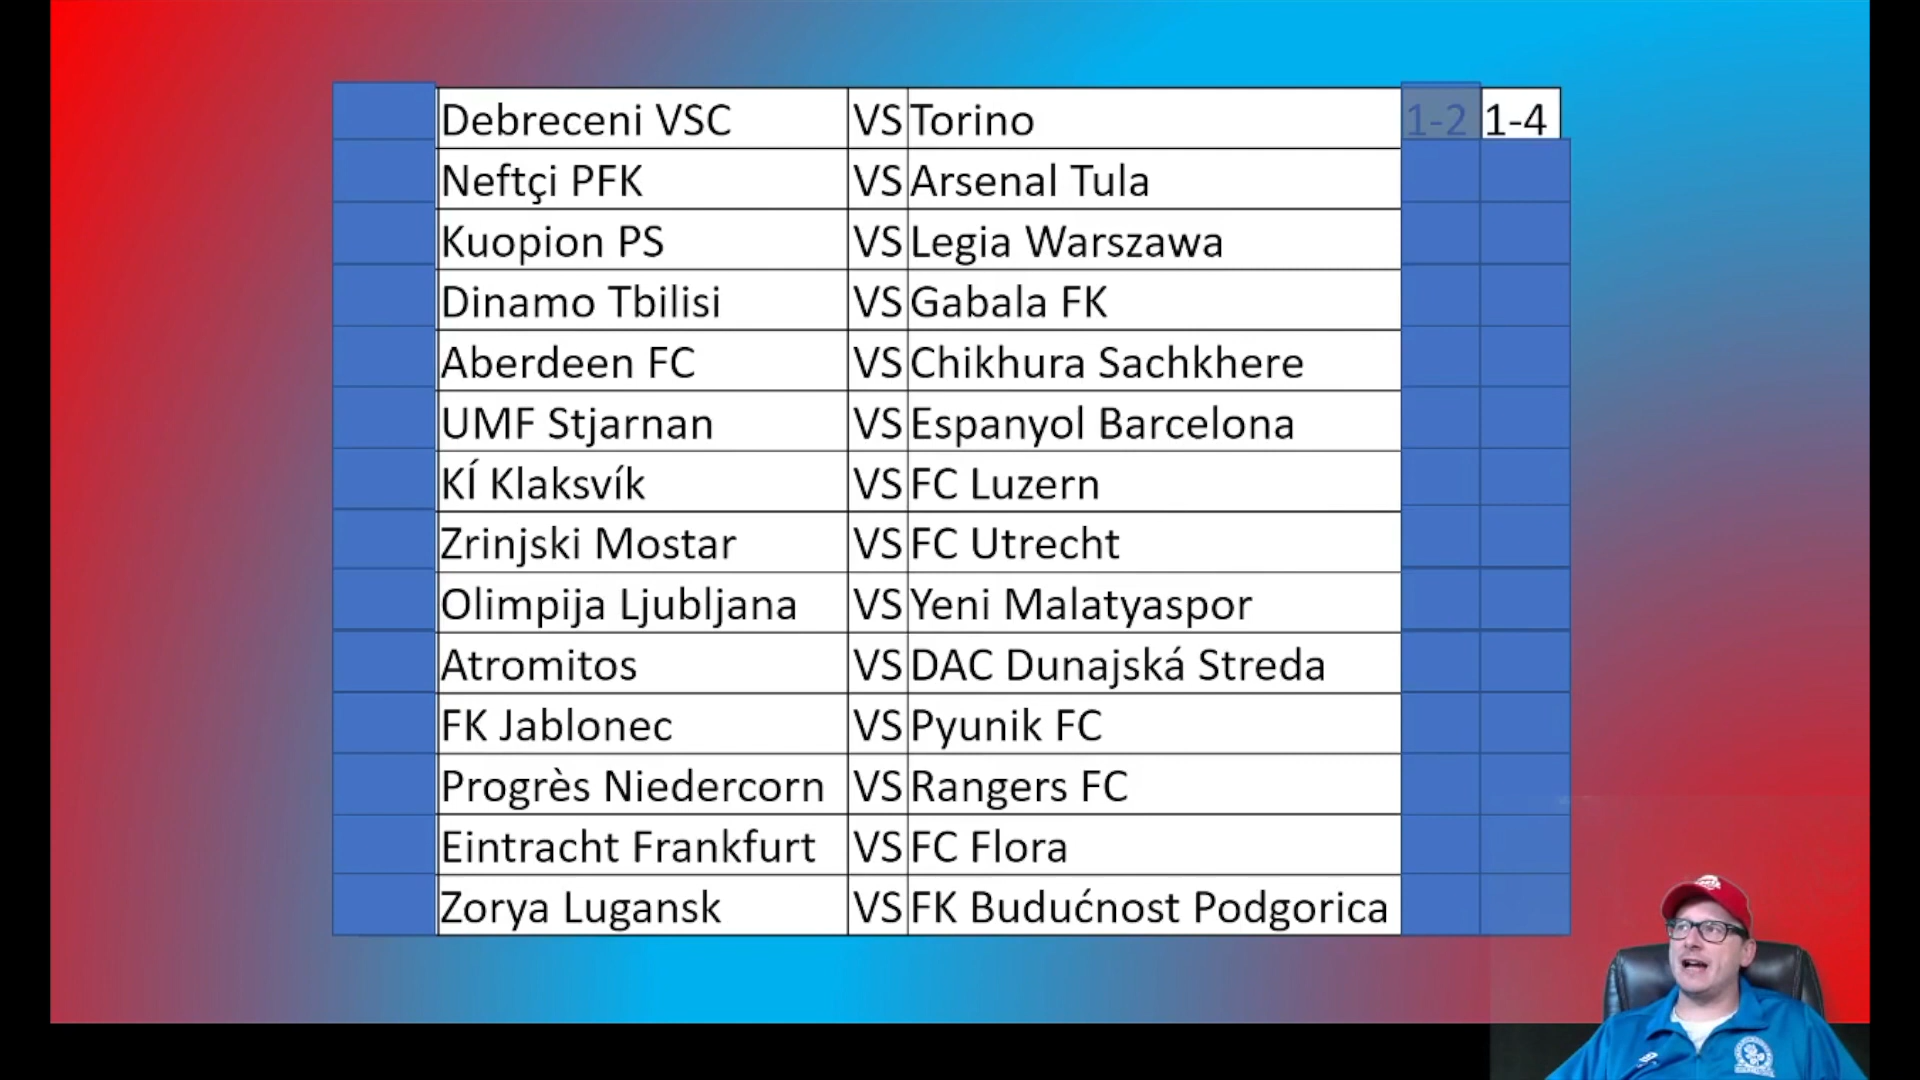 Debreceni VSC VS Torino 1-2 1-4
Neftçi PFK VS Arsenal Tula
Kuopion PS VS Legia Warszawa
Dinamo Tbilisi VS Gabala FK
Aberdeen FC VS Chikhura Sachkhere
UMF Stjarnan VS Espanyol Barcelona
KÍ Klaksvík VS FC Luzern
Zrinjski Mostar VS FC Utrecht
Olimpija Ljubljana VS Yeni Malatyaspor
Atromitos VS DAC Dunajská Streda
FK Jablonec VS Pyunik FC
Progrès Niedercorn VS Rangers FC
Eintracht Frankfurt VS FC Flora
Zorya Lugansk VS FK Budućnost Podgorica